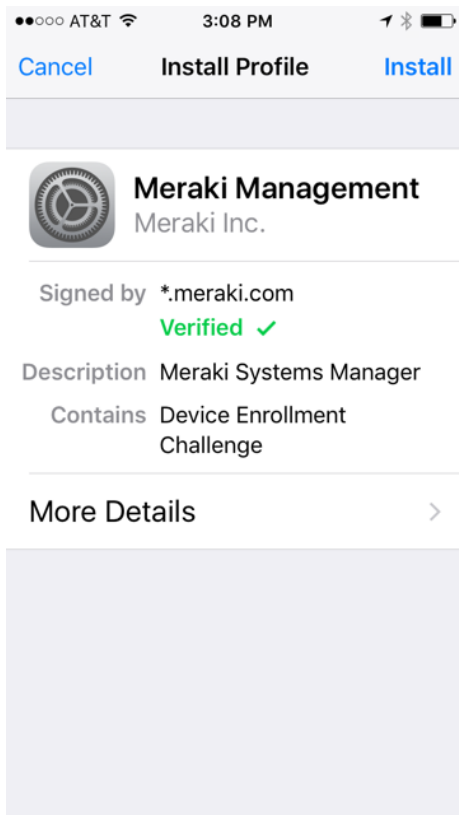 AT&T 3:08 PM
Cancel Install Profile Install
Meraki Management
Meraki Inc.
Signed by *.meraki.com
Verified ✓
Description Meraki Systems Manager
Contains Device Enrollment
Challenge
More Details